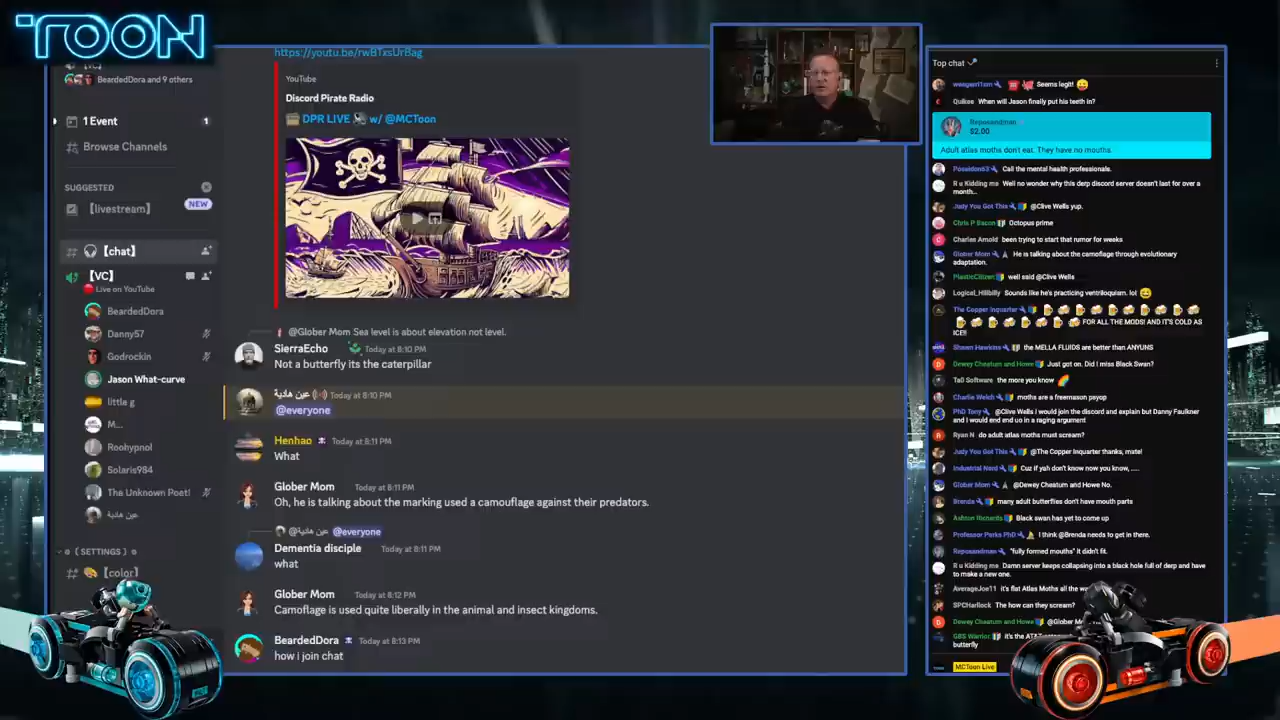 TOON
BeardedDora and 9 others
1 Event
1
Browse Channels
SUGGESTED
【livestream】
NEW
【chat】
【VC】
Live on YouTube
BeardedDora
Danny57
Godrockin
Jason What-curve
little g
M...
Roohypnol
Solaris984
The Unknown Poet!
عين هادية
( SETTINGS )
【color】
https://youtu.be/rwBTxsUrBag
YouTube
Discord Pirate Radio
DPR LIVE w/ @MCToon
@Glober Mom Sea level is about elevation not level.
SierraEcho Today at 8:10 PM
Not a butterfly its the caterpillar
عين هادية Today at 8:10 PM
@everyone
Henhao Today at 8:11 PM
What
Glober Mom Today at 8:11 PM
Oh, he is talking about the marking used a camouflage against their predators.
@عين هادية @everyone
Dementia disciple Today at 8:11 PM
what
Glober Mom Today at 8:12 PM
Camoflage is used quite liberally in the animal and insect kingdoms.
BeardedDora Today at 8:13 PM
how i join chat
Top chat
Seems legit!
Quikee When will Jason finally put his teeth in?
Reposandman
$2.00
Adult atlas moths don't eat. They have no mouths.
Poseidon53 Call the mental health professionals.
R u Kidding me Well no wonder why this derp discord server doesn't last for over a
month...
Judy You Got This @Clive Wells yup.
Chris P Bacon Octopus prime
Charles Arnold been trying to start that rumor for weeks
Glober Mom He is talking about the camoflage through evolutionary
adaptation.
PlasticCitizen well said @Clive Wells
Logical_Hillbilly Sounds like he's practicing ventriloquism. lol
The Copper Inquarter
FOR ALL THE MODS! AND IT'S COLD AS
ICE!!
Shawn Hawkins the MELLA FLUIDS are better than ANYUNS
Dewey Cheatum and Howe Just got on. Did I miss Black Swan?
TaD Software the more you know
Charlie Welch moths are a freemason psyop
PhD Tony @Clive Wells I would join the discord and explain but Danny Faulkner
and I would end end uo in a raging argument
Ryan N do adult atlas moths must scream?
Judy You Got This @The Copper Inquarter thanks, mate!
Industrial Nerd Cuz if yah don't know now you know, .....
Glober Mom @Dewey Cheatum and Howe No.
Brenda many adult butterflies don't have mouth parts
Ashton Richards Black swan has yet to come up
Professor Perks PhD I think @Brenda needs to get in there.
Reposandman "fully formed mouths" It didn't fit.
R u Kidding me Damn server keeps collapsing into a black hole full of derp and have
to make a new one.
AverageJoe11 it's flat Atlas Moths all the
SPCHarllock The how can they scream?
Dewey Cheatum and Howe @Glober
GBS Warrior it's the
butterfly
MCToon Live